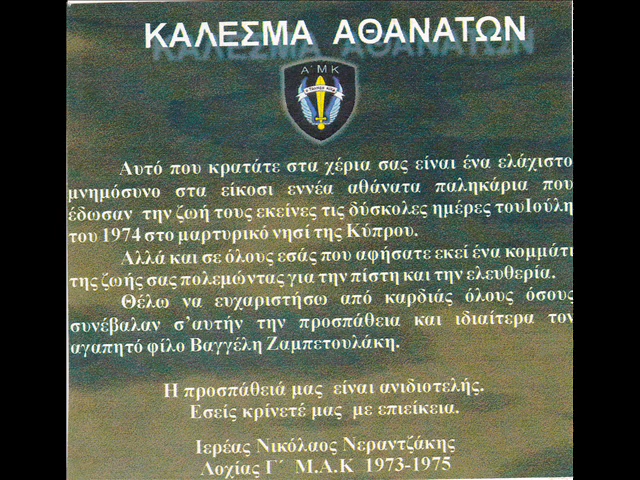 ΚΑΛΕΣΜΑ ΑΘΑΝΑΤΩΝ
Α΄ Μ Κ
Αυτό που κρατάτε στα χέρια σας είναι ένα ελάχιστο
μνημόσυνο στα είκοσι εννέα αθάνατα παληκάρια που
έδωσαν την ζωή τους εκείνες τις δύσκολες ημέρες τουΙούλη
του 1974 στο μαρτυρικό νησί της Κύπρου.
Αλλά και σε όλους εσάς που αφήσατε εκεί ένα κομμάτι
της ζωής σας πολεμώντας για την πίστη και την ελευθερία.
Θέλω να ευχαριστήσω από καρδιάς όλους όσους
συνέβαλαν σ’αυτήν την προσπάθεια και ιδιαίτερα τον
αγαπητό φίλο Βαγγέλη Ζαμπετουλάκη.
Η προσπάθειά μας είναι ανιδιοτελής.
Εσείς κρίνετέ μας με επιείκεια.
Ιερέας Νικόλαος Νεραντζάκης
Λοχίας Γ΄ Μ.Α.Κ 1973-1975